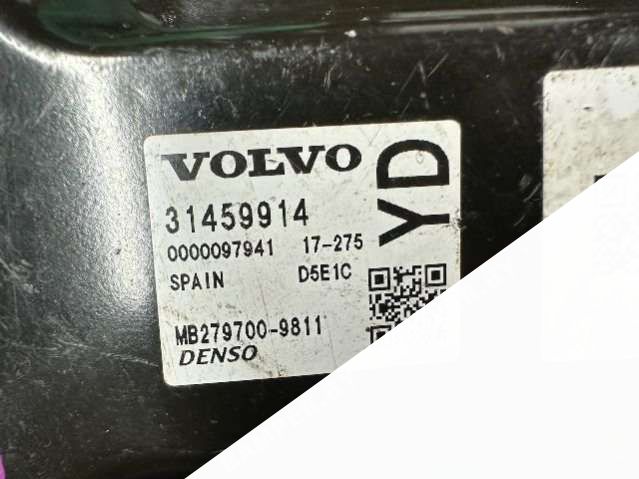 VOLVO
YD
31459914
0000097941 17-275
SPAIN D5E1C
MB279700-9811
DENSO